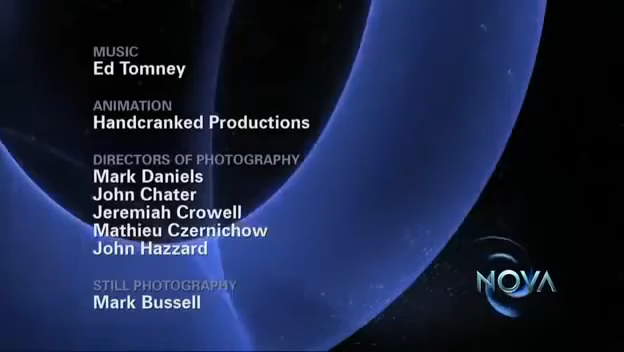 MUSIC
Ed Tomney
ANIMATION
Handcranked Productions
DIRECTORS OF PHOTOGRAPHY
Mark Daniels
John Chater
Jeremiah Crowell
Mathieu Czernichow
John Hazzard
STILL PHOTOGRAPHY
Mark Bussell
NOVA